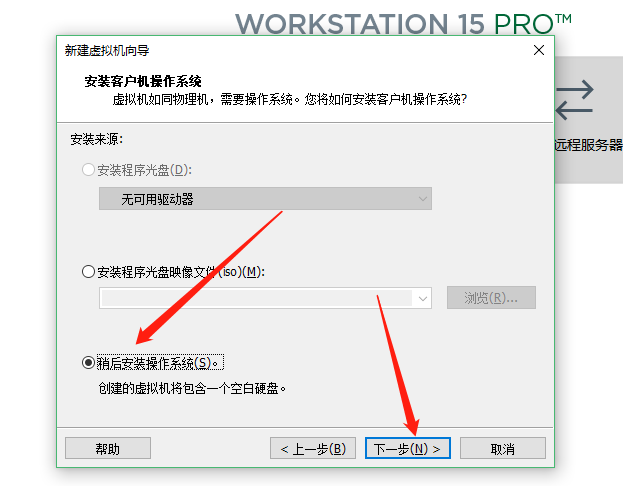 WORKSTATION 15 PRO™
新建虚拟机向导
安装客户机操作系统
虚拟机如同物理机，需要操作系统。您将如何安装客户机操作系统?
远程服务器
安装来源:
安装程序光盘(D):
无可用驱动器
安装程序光盘映像文件(iso)(M):
浏览(R)...
稍后安装操作系统(S)。
创建的虚拟机将包含一个空白硬盘。
帮助
< 上一步(B)
下一步(N) >
取消